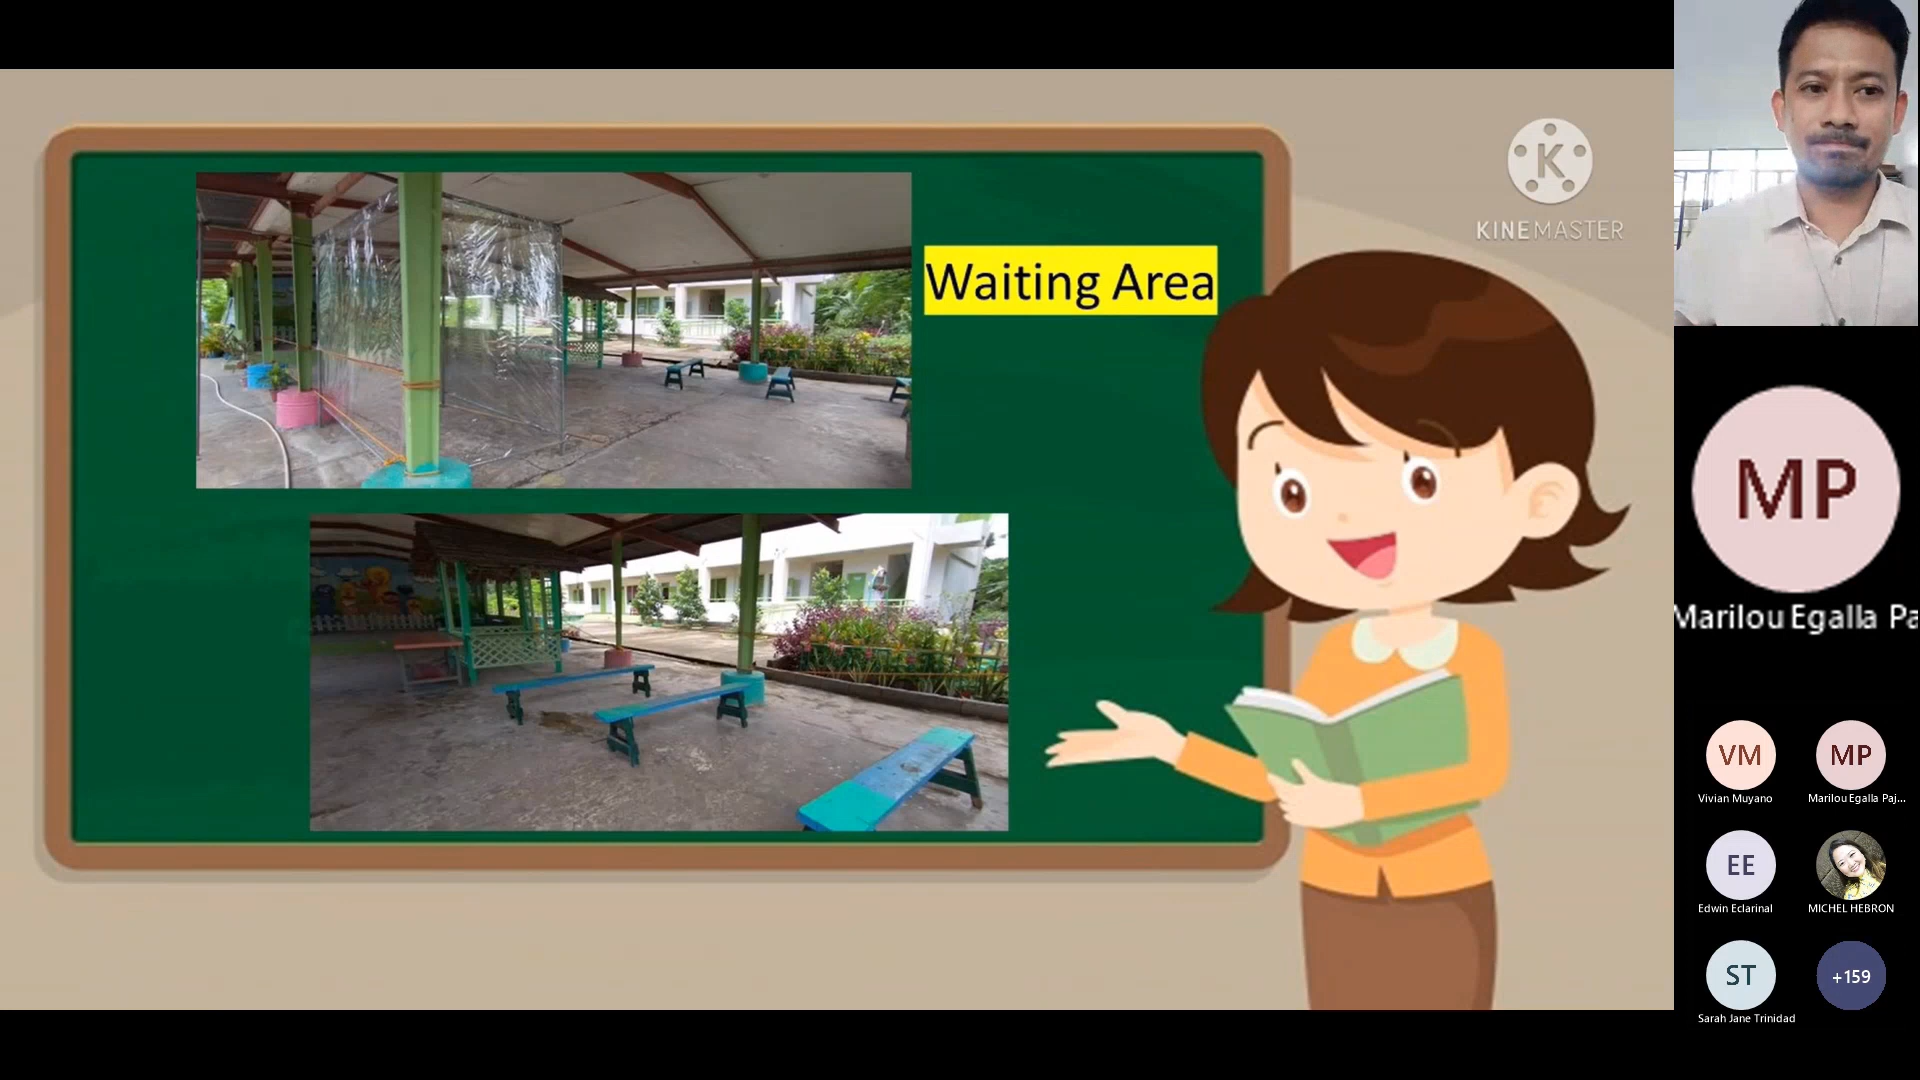 Waiting Area
K
KINEMASTER
MP
Marilou Egalla Pa
VM
MP
Vivian Muyano
Marilou Egalla Paj...
EE
Edwin Eclarinal
MICHEL HEBRON
ST
+159
Sarah Jane Trinidad